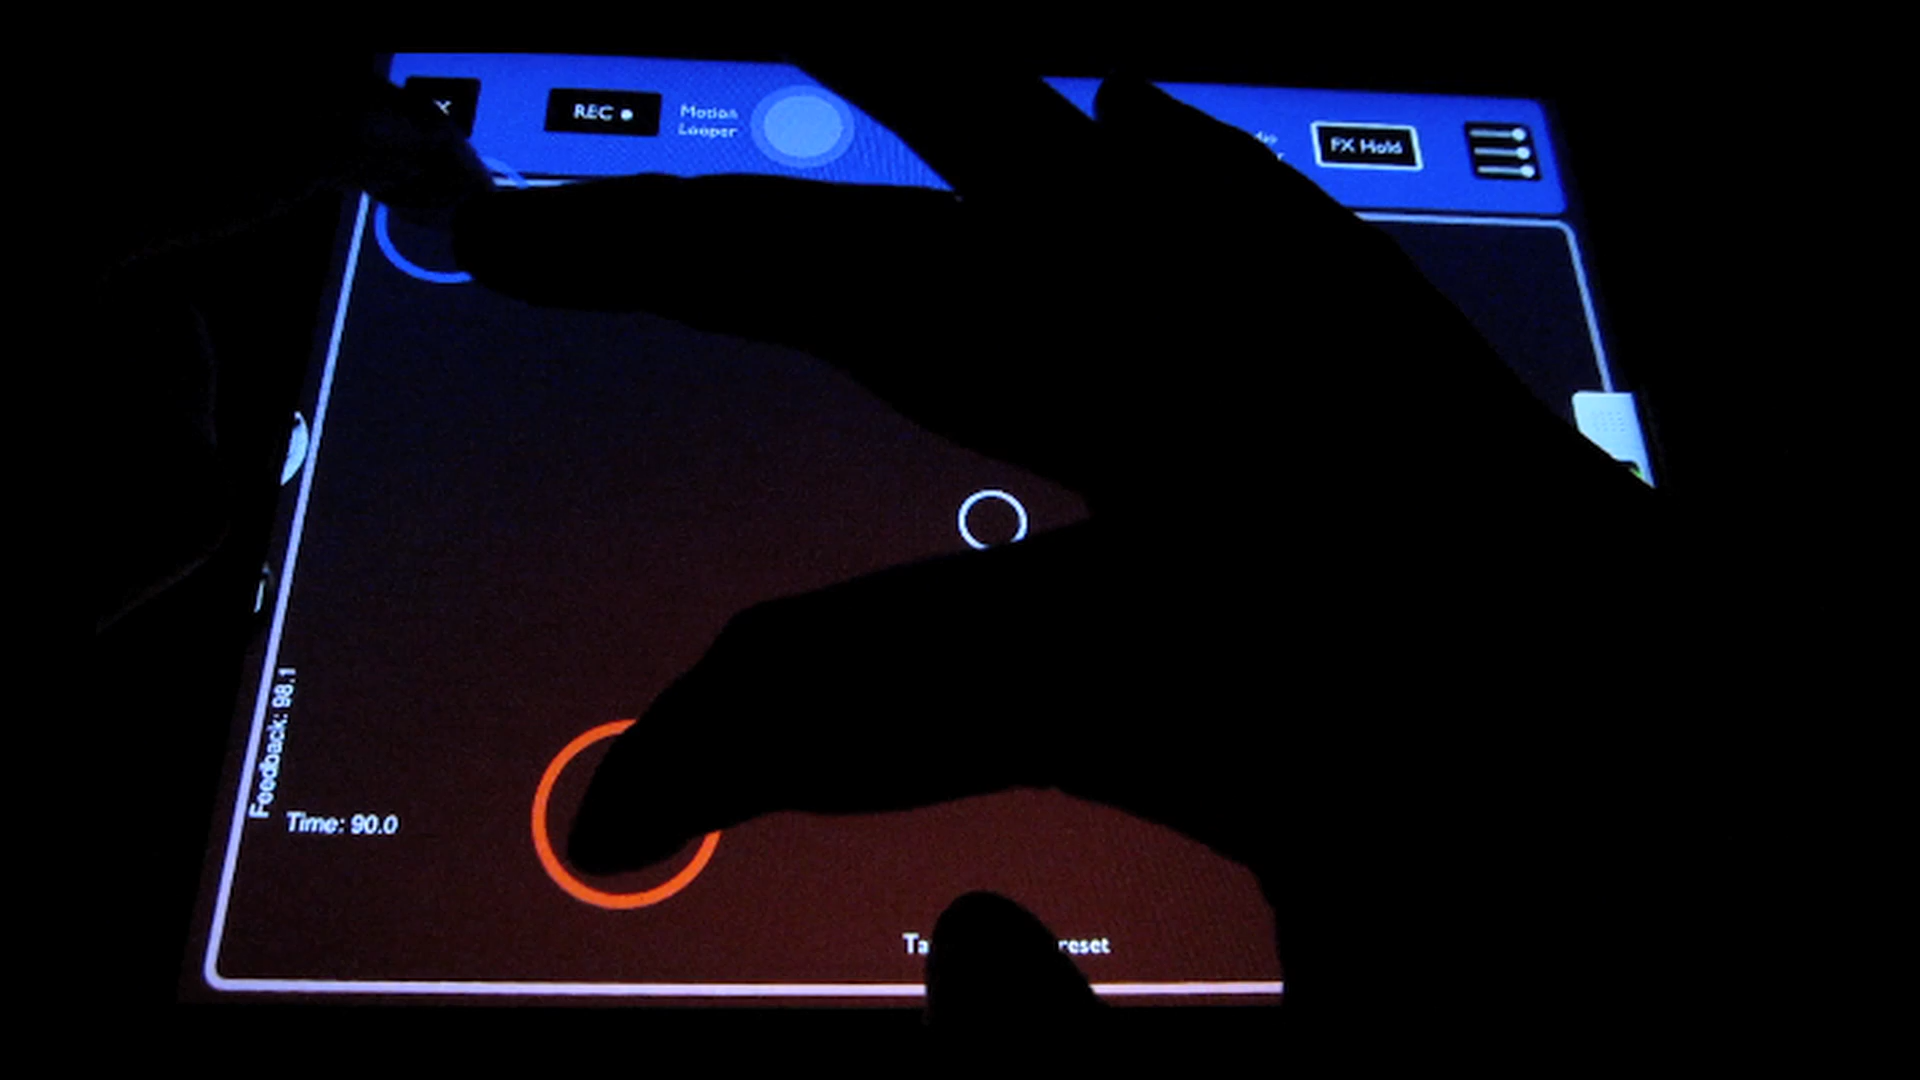 REC
Motion
Looper
FX Hold
Feedback: 98.1
Time: 90.0
reset